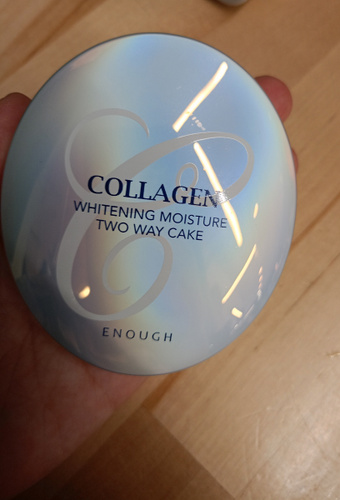 COLLAGEN
WHITENING MOISTURE
TWO WAY CAKE
ENOUGH